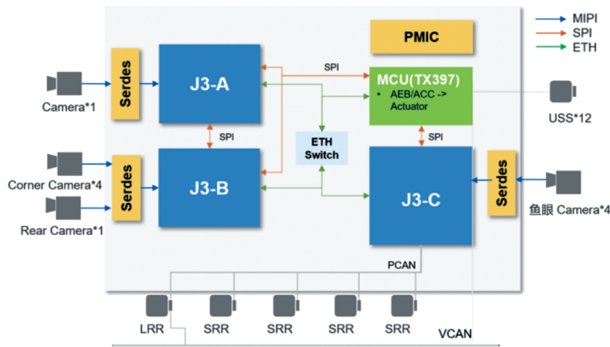 MIPI
SPI
ETH
PMIC
Serdes
J3-A
SPI
MCU(TX397)
• AEB/ACC ->
Actuator
Camera*1
USS*12
SPI
ETH
Switch
SPI
Serdes
J3-B
J3-C
Serdes
Corner Camera*4
Rear Camera*1
鱼眼 Camera*4
PCAN
LRR
SRR
SRR
SRR
SRR
VCAN